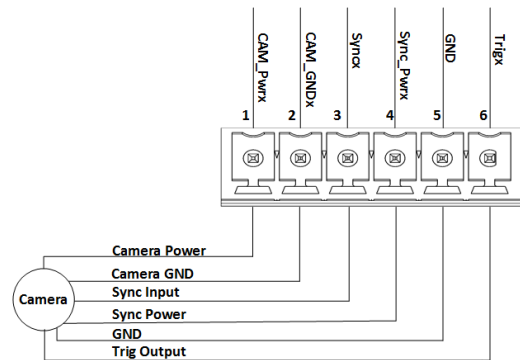 CAM_Pwrx
CAM_GNDx
Syncx
Sync_Pwrx
GND
Trigx
1 2 3 4 5 6
Camera Power
Camera GND
Camera
Sync Input
Sync Power
GND
Trig Output